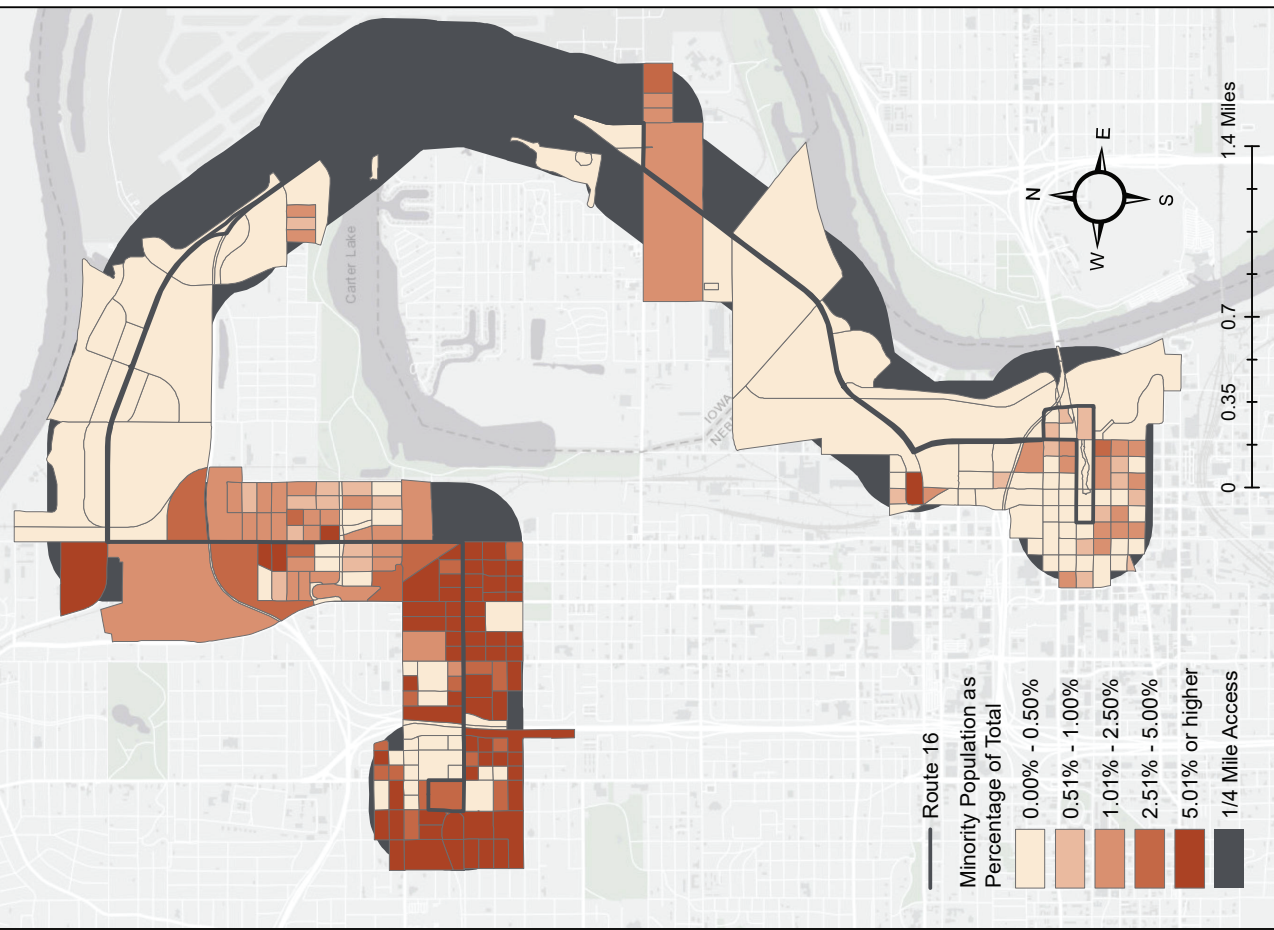 Carter Lake
IOWA
NEB
N
E
S
W
1.4 Miles
0.7
0.35
0
Route 16
Minority Population as
Percentage of Total
0.00% - 0.50%
0.51% - 1.00%
1.01% - 2.50%
2.51% - 5.00%
5.01% or higher
1/4 Mile Access